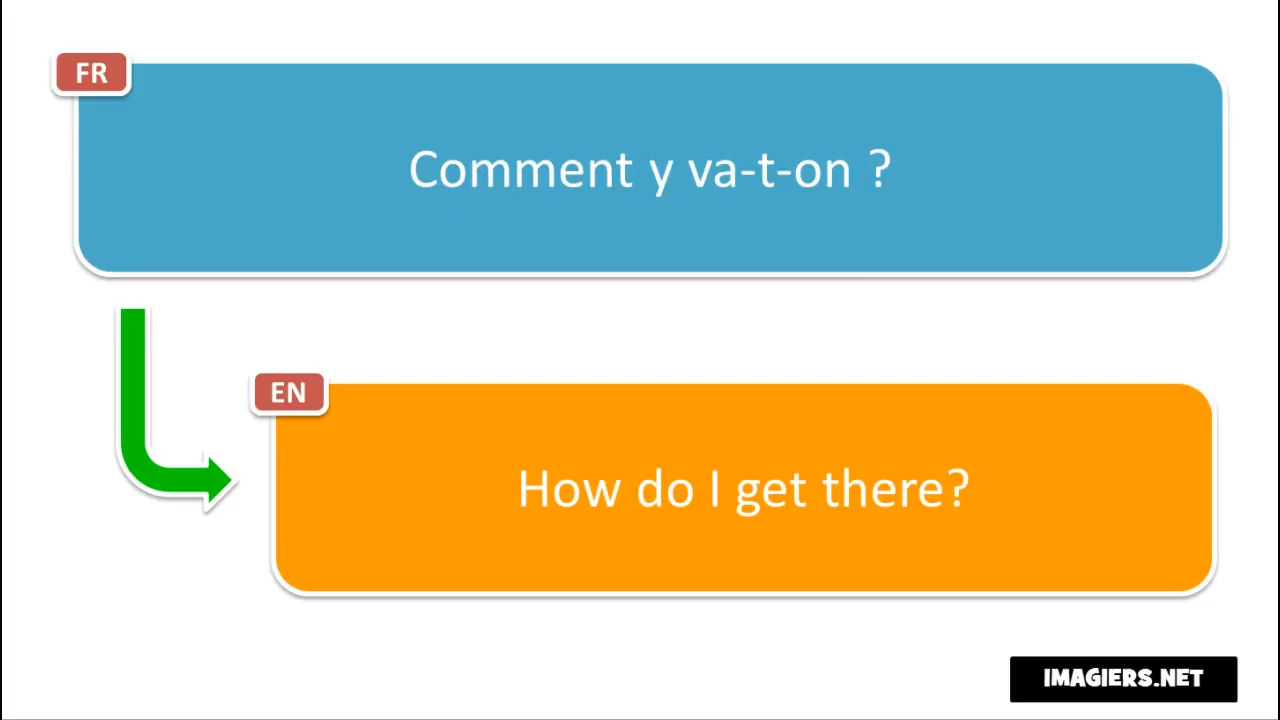 FR
Comment y va-t-on ?
EN
How do I get there?
IMAGIERS.NET